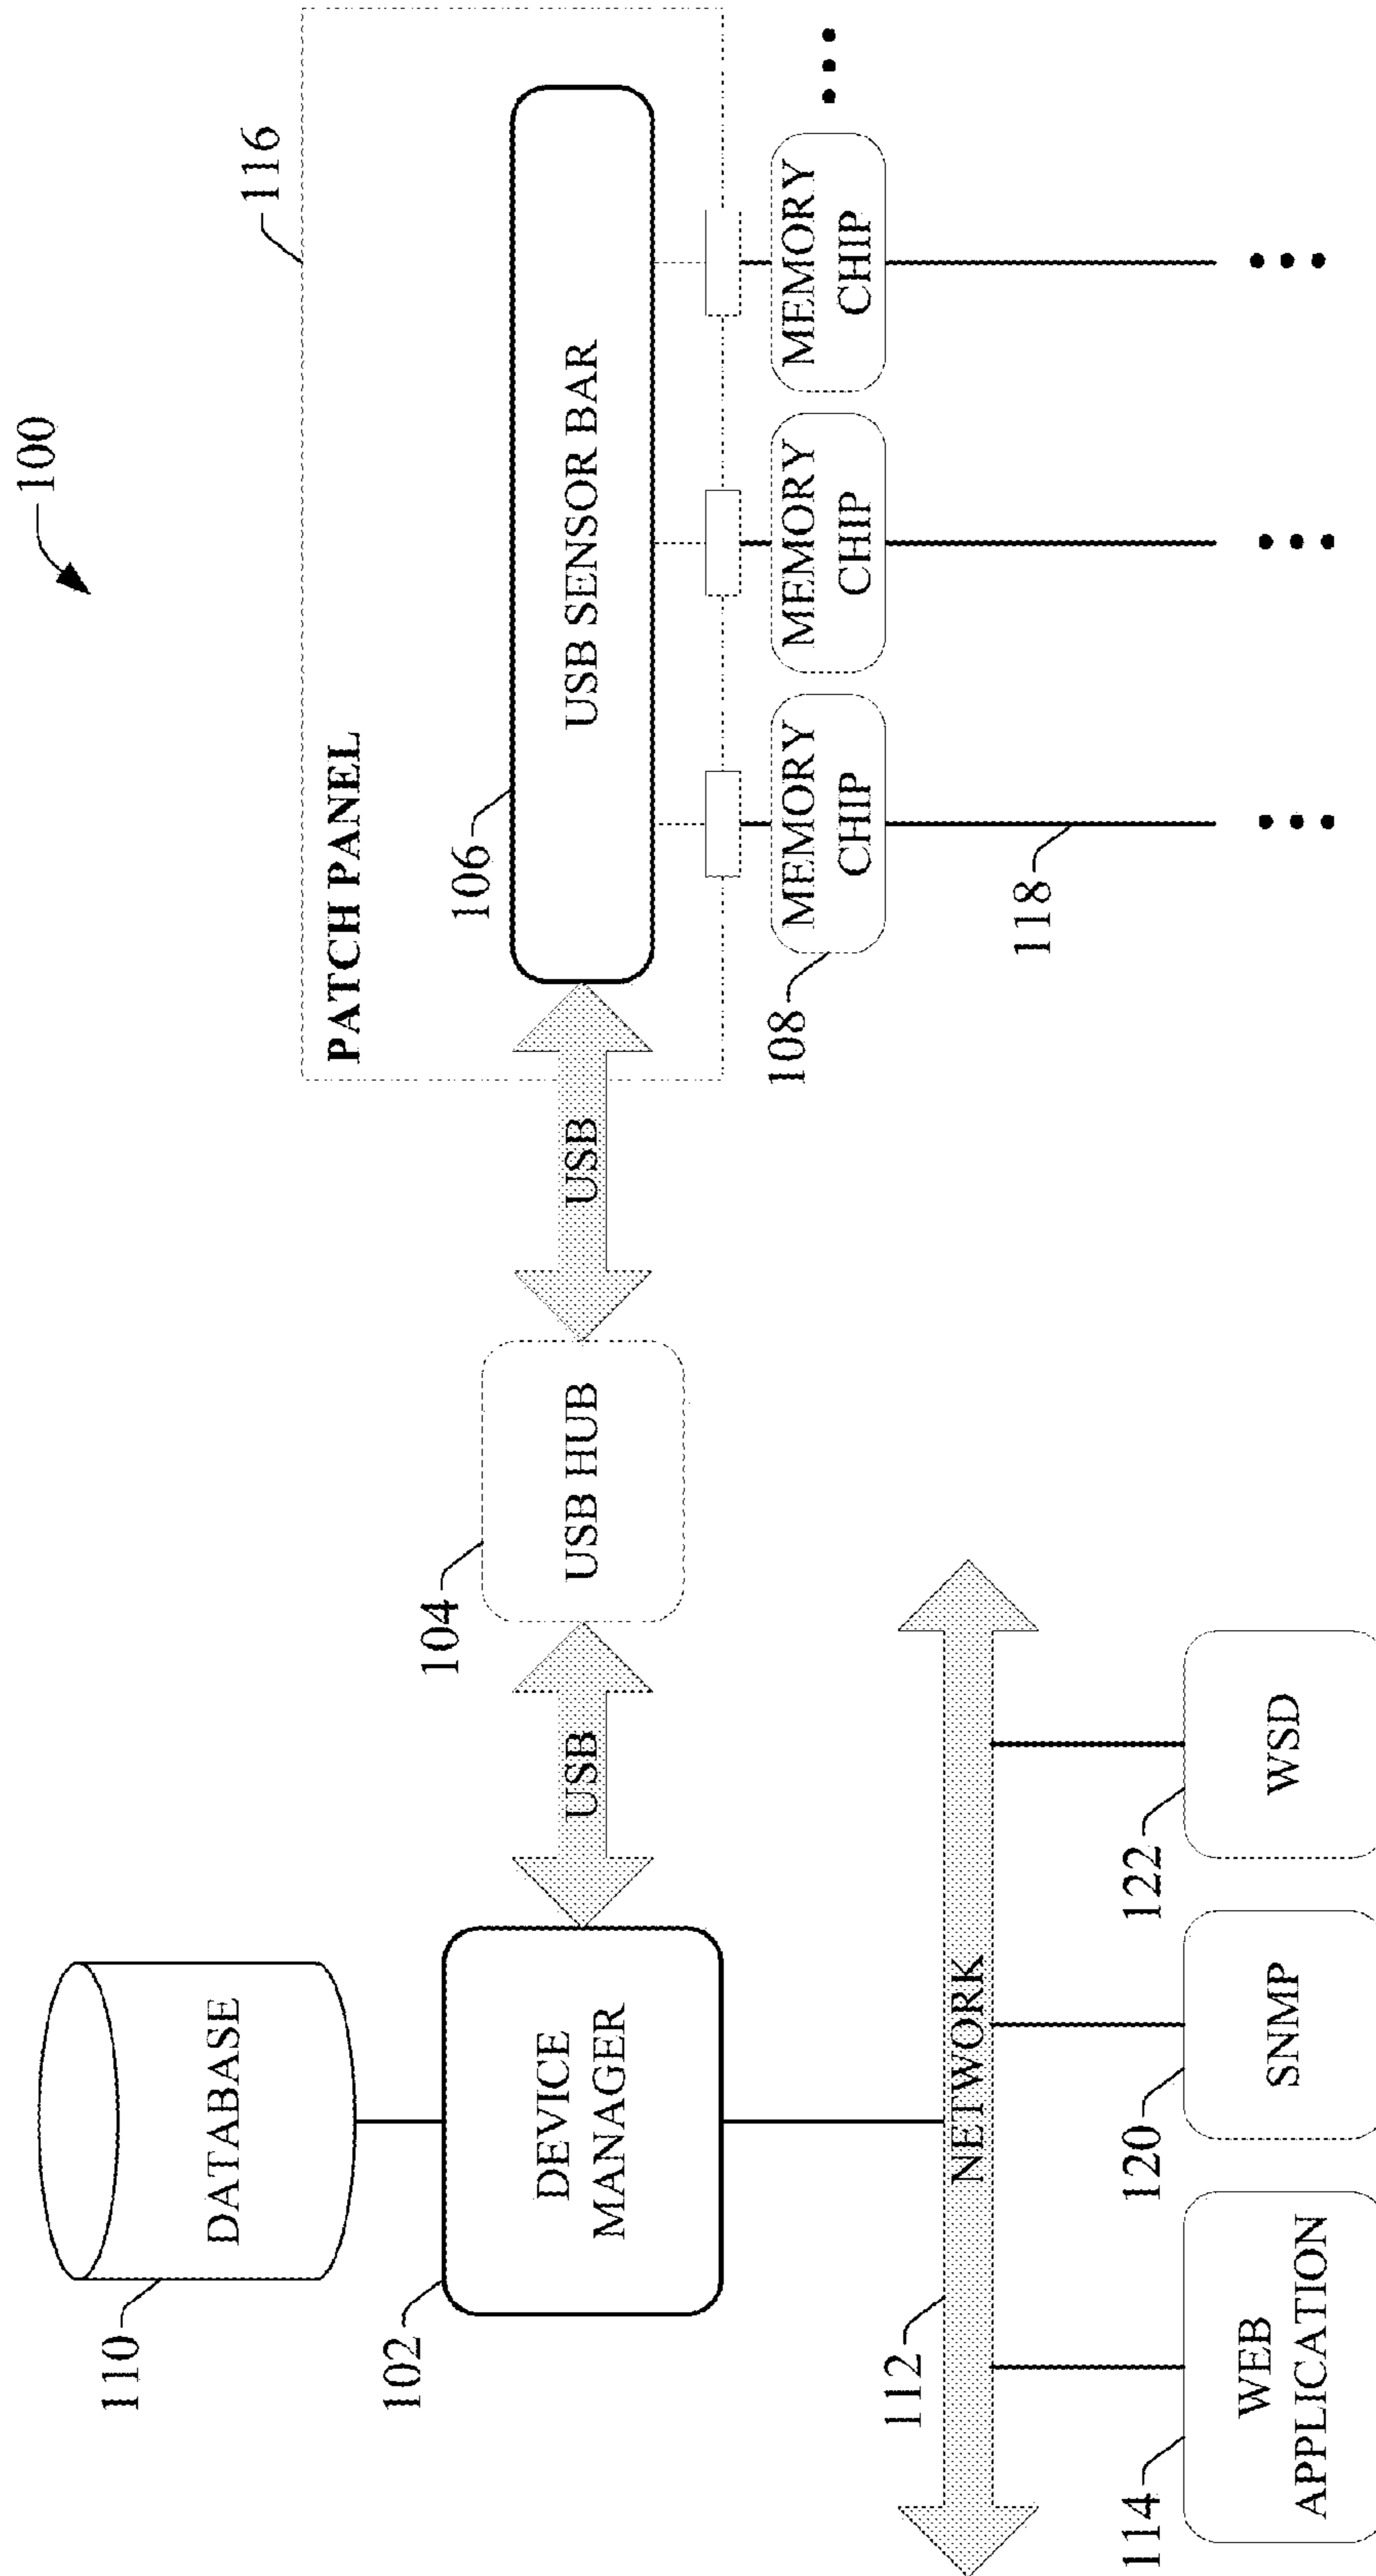 100
116
PATCH PANEL
106
USB SENSOR BAR
110
DATABASE
102
DEVICE
MANAGER
USB
104
USB HUB
USB
108
MEMORY
CHIP
MEMORY
CHIP
MEMORY
CHIP
118
112
NETWORK
114
WEB
APPLICATION
120
SNMP
122
WSD